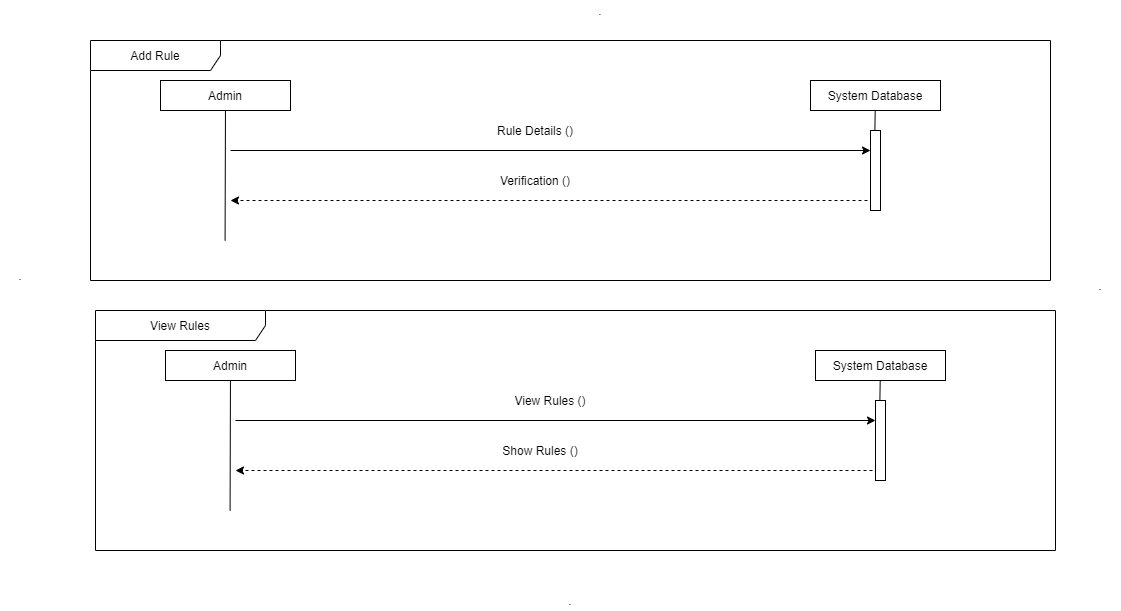 Add Rule
Admin
System Database
Rule Details ()
Verification ()
View Rules
Admin
System Database
View Rules ()
Show Rules ()